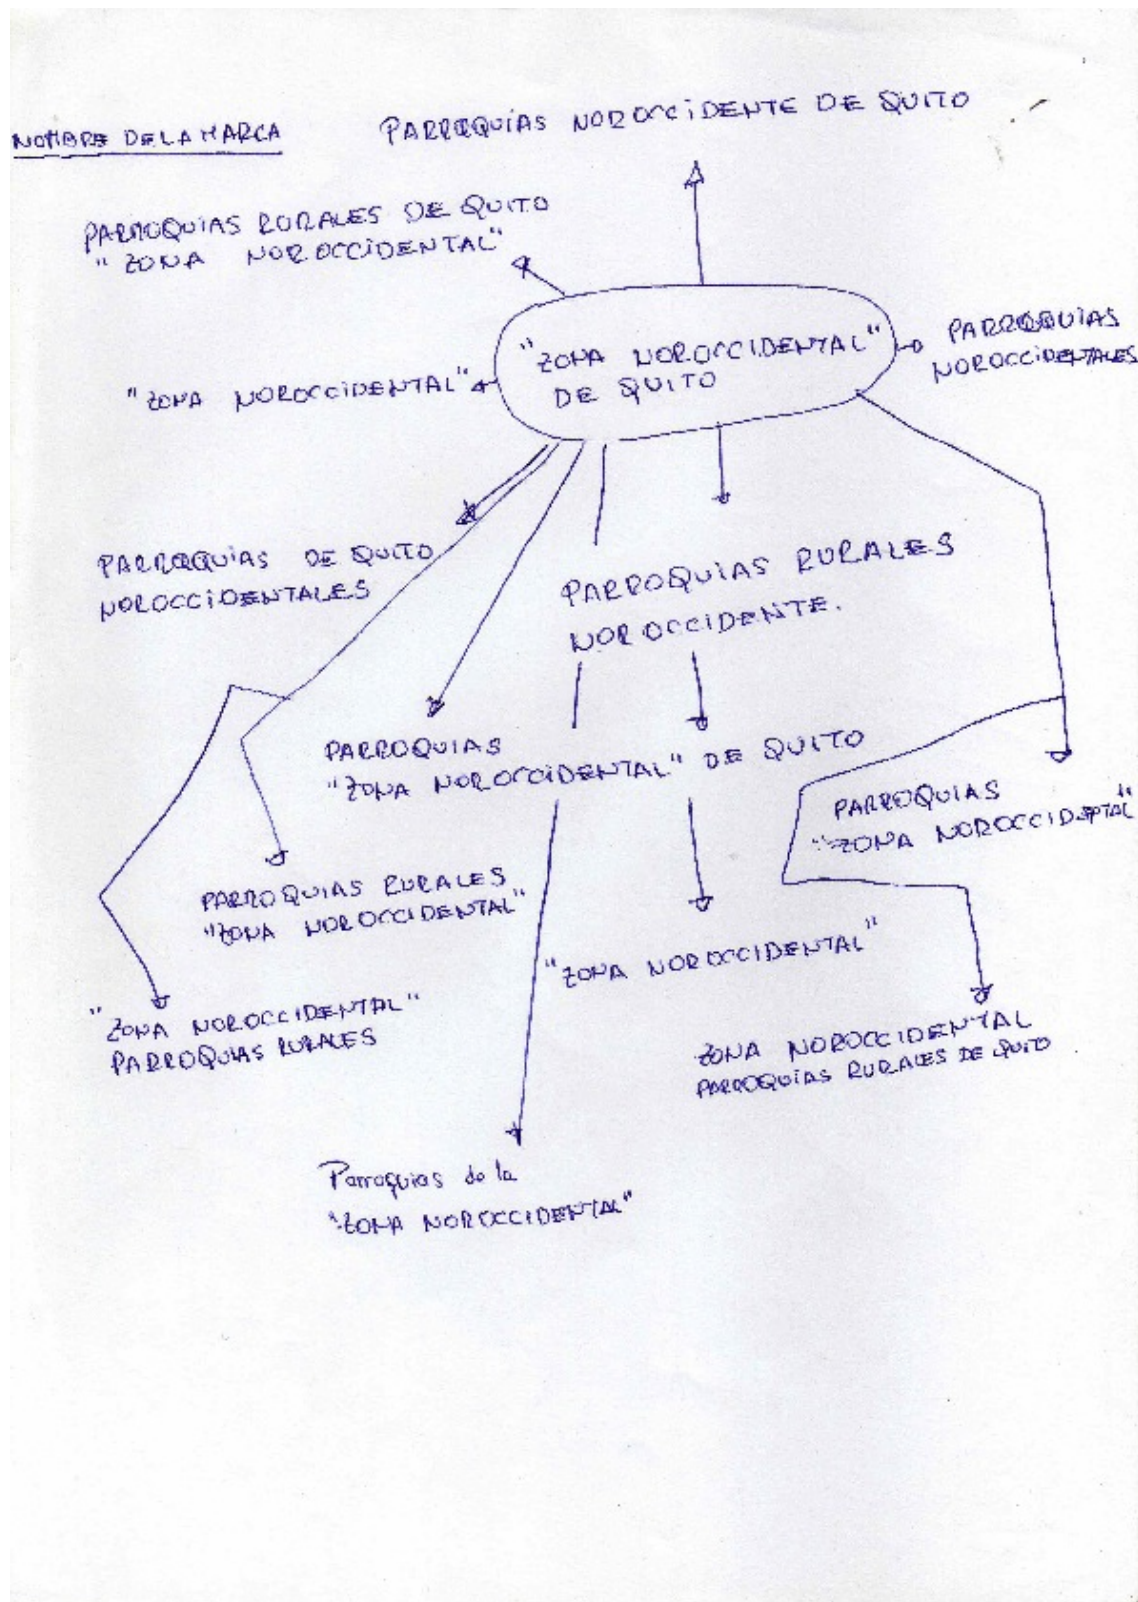 NOMBRE DE LA MARCA
PARROQUIAS NOROCCIDENTE DE QUITO
PARROQUIAS RURALES DE QUITO
"ZONA NOROCCIDENTAL"
"ZONA NOROCCIDENTAL"
DE QUITO
PARROQUIAS
NOROCCIDENTALES
"ZONA NOROCCIDENTAL"
PARROQUIAS DE QUITO
NOROCCIDENTALES
PARROQUIAS RURALES
NOROCCIDENTE.
PARROQUIAS
"ZONA NOROCCIDENTAL" DE QUITO
PARROQUIAS
"ZONA NOROCCIDENTAL"
PARROQUIAS RURALES
"ZONA NOROCCIDENTAL"
"ZONA NOROCCIDENTAL"
"ZONA NOROCCIDENTAL"
PARROQUIAS RURALES
ZONA NOROCCIDENTAL
PARROQUIAS RURALES DE QUITO
Parroquias de la
"ZONA NOROCCIDENTAL"